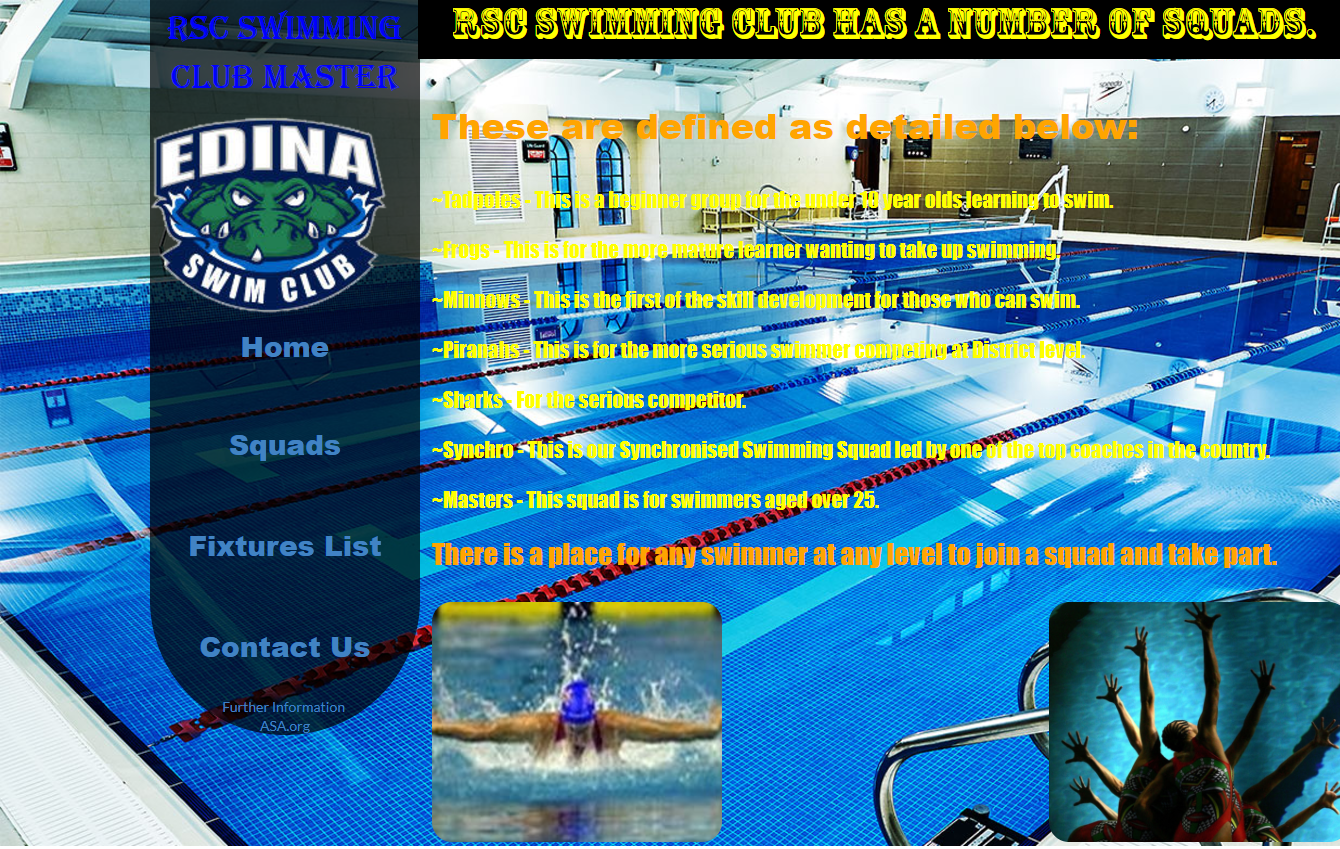 RSC SWIMMING
CLUB MASTER
EDINA
SWIM CLUB
Home
Squads
Fixtures List
Contact Us
Further Information
ASA.org
RSC SWIMMING CLUB HAS A NUMBER OF SQUADS.
These are defined as detailed below:
~Tadpoles - This is a beginner group for the under 10 year olds learning to swim.
~Frogs - This is for the more mature learner wanting to take up swimming.
~Minnows - This is the first of the skill development for those who can swim.
~Piranahs - This is for the more serious swimmer competing at District level.
~Sharks - For the serious competitor.
~Synchro - This is our Synchronised Swimming Squad led by one of the top coaches in the country.
~Masters - This squad is for swimmers aged over 25.
There is a place for any swimmer at any level to join a squad and take part.
speedo